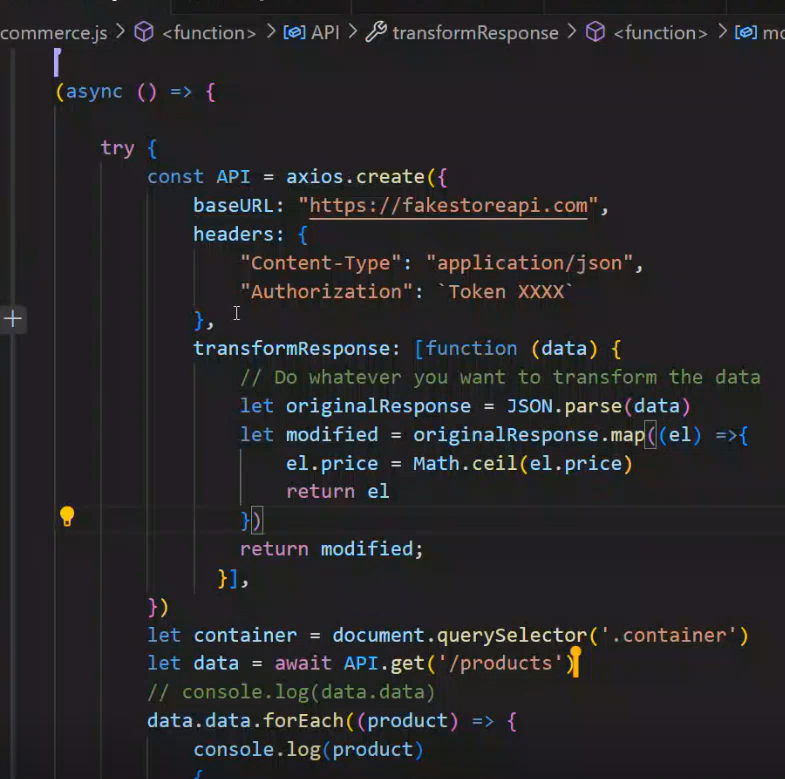 commerce.js > <function> > API > transformResponse > <function> > mo
(async () => {
try {
const API = axios.create({
baseURL: "https://fakestoreapi.com",
headers: {
"Content-Type": "application/json",
"Authorization": `Token XXXX`
},
transformResponse: [function (data) {
// Do whatever you want to transform the data
let originalResponse = JSON.parse(data)
let modified = originalResponse.map((el) =>{
el.price = Math.ceil(el.price)
return el
})
return modified;
}],
})
let container = document.querySelector('.container')
let data = await API.get('/products')
// console.log(data.data)
data.data.forEach((product) => {
console.log(product)
{